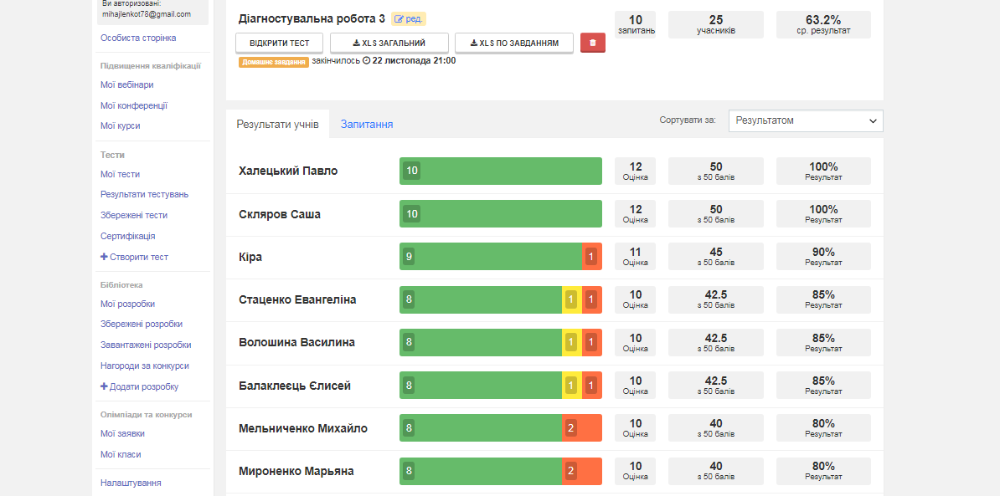 Ви авторизовані:
mihajlenkot78@gmail.com
Особиста сторінка
Підвищення кваліфікації
Мої вебінари
Мої конференції
Мої курси
Тести
Мої тести
Результати тестувань
Збережені тести
Сертифікація
Створити тест
Бібліотека
Мої розробки
Збережені розробки
Завантажені розробки
Нагороди за конкурси
Додати розробку
Олімпіади та конкурси
Мої заявки
Мої класи
Налаштування
Діагностувальна робота 3 ред.
ВІДКРИТИ ТЕСТ XLS ЗАГАЛЬНИЙ XLS ПО ЗАВДАННЯМ
Домашнє завдання закінчилось 22 листопада 21:00
10 25 63.2%
запитань учасників ср. результат
Результати учнів Запитання Сортувати за: Результатом
Халецький Павло 10 12 50 100%
Оцінка з 50 балів Результат
Скляров Саша 10 12 50 100%
Оцінка з 50 балів Результат
Кіра 9 1 11 45 90%
Оцінка з 50 балів Результат
Стаценко Евангеліна 8 1 1 10 42.5 85%
Оцінка з 50 балів Результат
Волошина Василина 8 1 1 10 42.5 85%
Оцінка з 50 балів Результат
Балаклеєць Єлисей 8 1 1 10 42.5 85%
Оцінка з 50 балів Результат
Мельниченко Михайло 8 2 10 40 80%
Оцінка з 50 балів Результат
Мироненко Марьяна 8 2 10 40 80%
Оцінка з 50 балів Результат